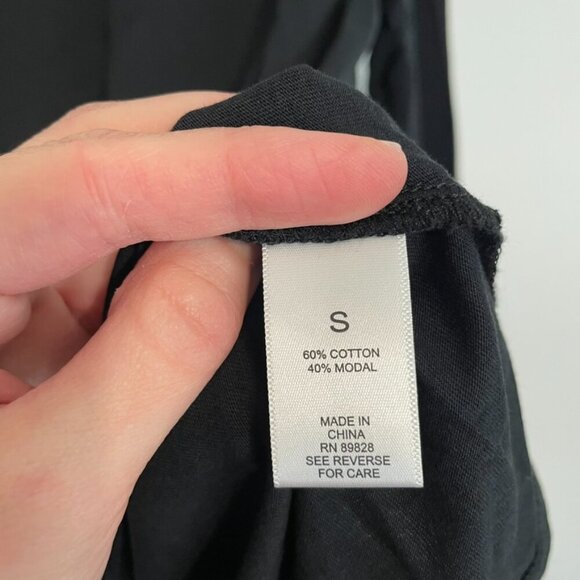 S
60% COTTON
40% MODAL
MADE IN
CHINA
RN 89828
SEE REVERSE
FOR CARE